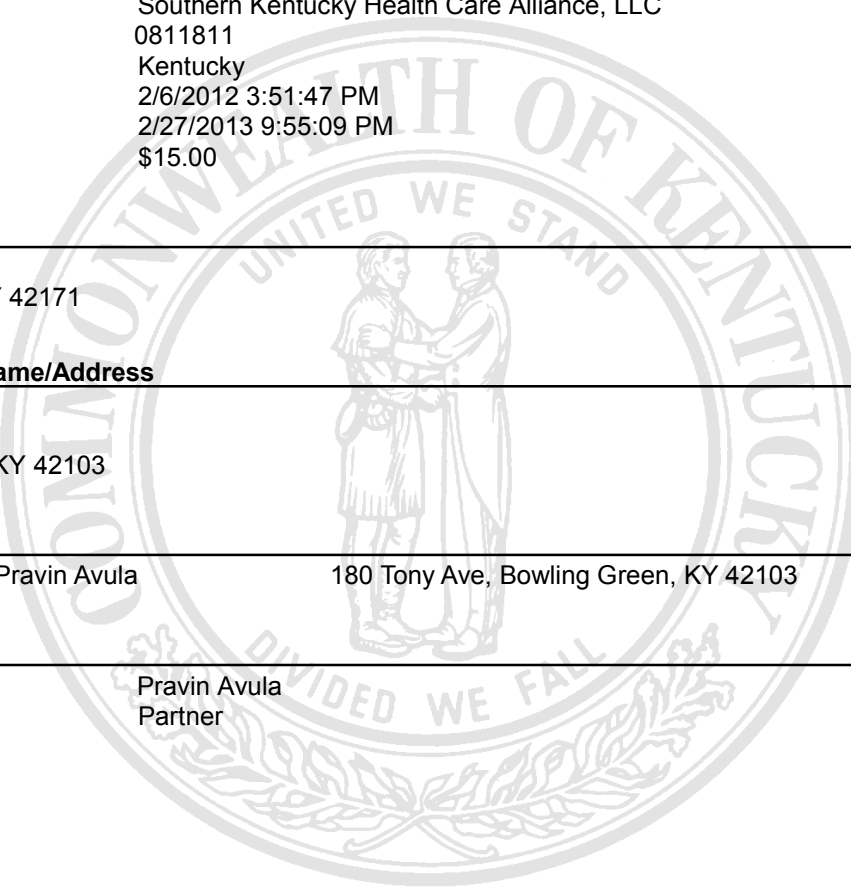 Southern Kentucky Health Care Alliance, LLC
0811811
Kentucky
2/6/2012 3:51:47 PM
2/27/2013 9:55:09 PM
$15.00
COMMONWEALTH OF KENTUCKY
UNITED WE STAND
42171
ame/Address
KY 42103
Pravin Avula 180 Tony Ave, Bowling Green, KY 42103
DIVIDED WE FALL
Pravin Avula
Partner